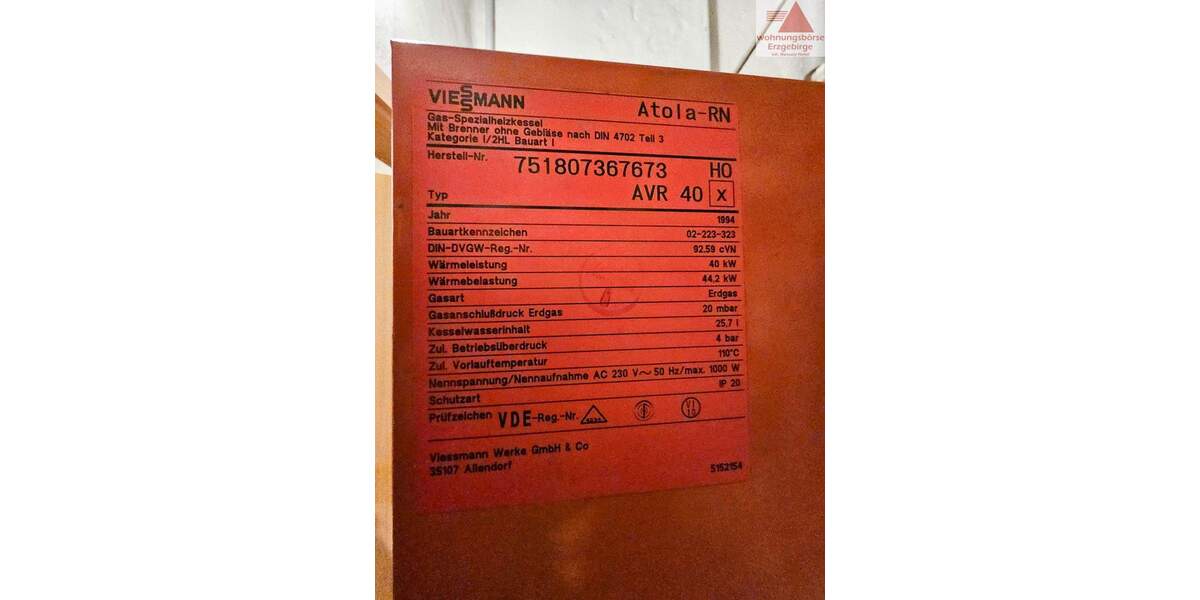 wohnungsbörse
Erzgebirge
VIESSMANN Atola-RN
Gas-Spezialheizkessel
Mit Brenner ohne Gebläse nach DIN 4702 Teil 3
Kategorie I/2HL Bauart I
Herstell-Nr. 751807367673 HO
Typ AVR 40 X
Jahr 1994
Bauartkennzeichen 02-223-323
DIN-DVGW-Reg.-Nr. 92.59 cVN
Wärmeleistung 40 kW
Wärmebelastung 44,2 kW
Gasart Erdgas
Gasanschlußdruck Erdgas 20 mbar
Kesselwasserinhalt 25,7 l
Zul. Betriebsüberdruck 4 bar
Zul. Vorlauftemperatur 110°C
Nennspannung/Nennaufnahme AC 230 V~ 50 Hz/max. 1000 W
Schutzart IP 20
Prüfzeichen VDE-Reg.-Nr.
Viessmann Werke GmbH & Co
35107 Allendorf 5152154